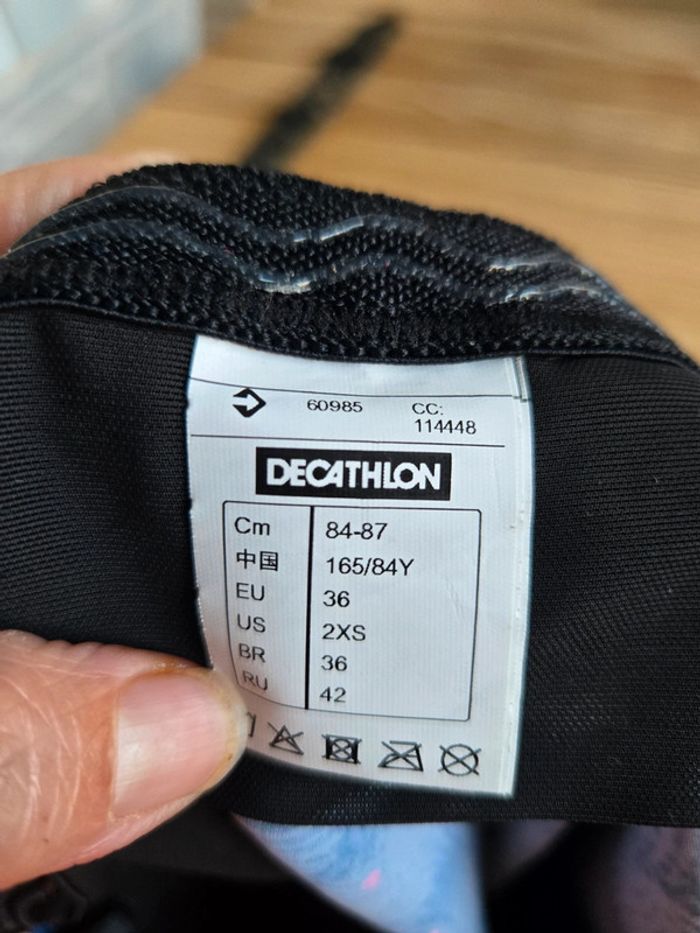 60985 CC:
114448
DECATHLON
Cm 84-87
中国 165/84Y
EU 36
US 2XS
BR 36
RU 42